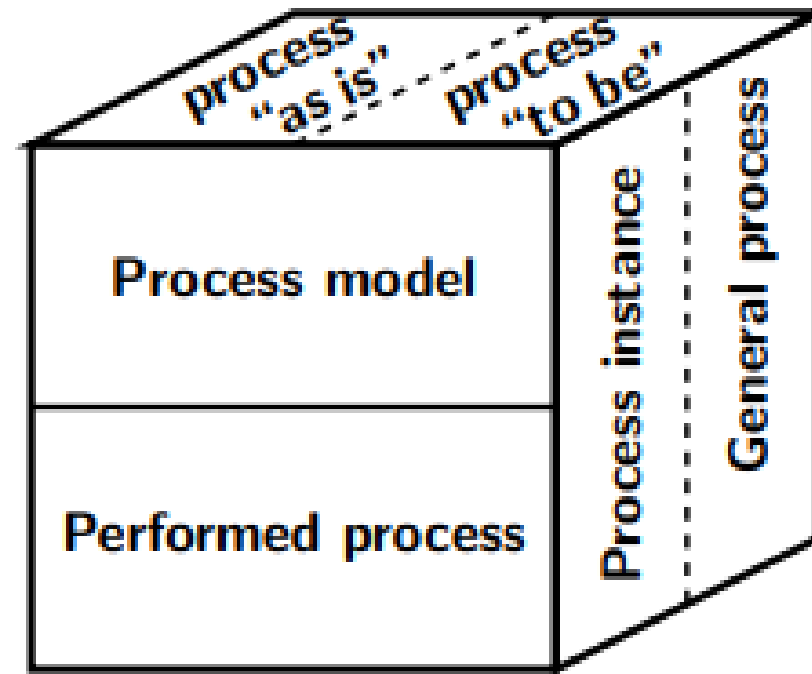 process
“as is”
process
“to be”
Process model
Performed process
Process instance
General process